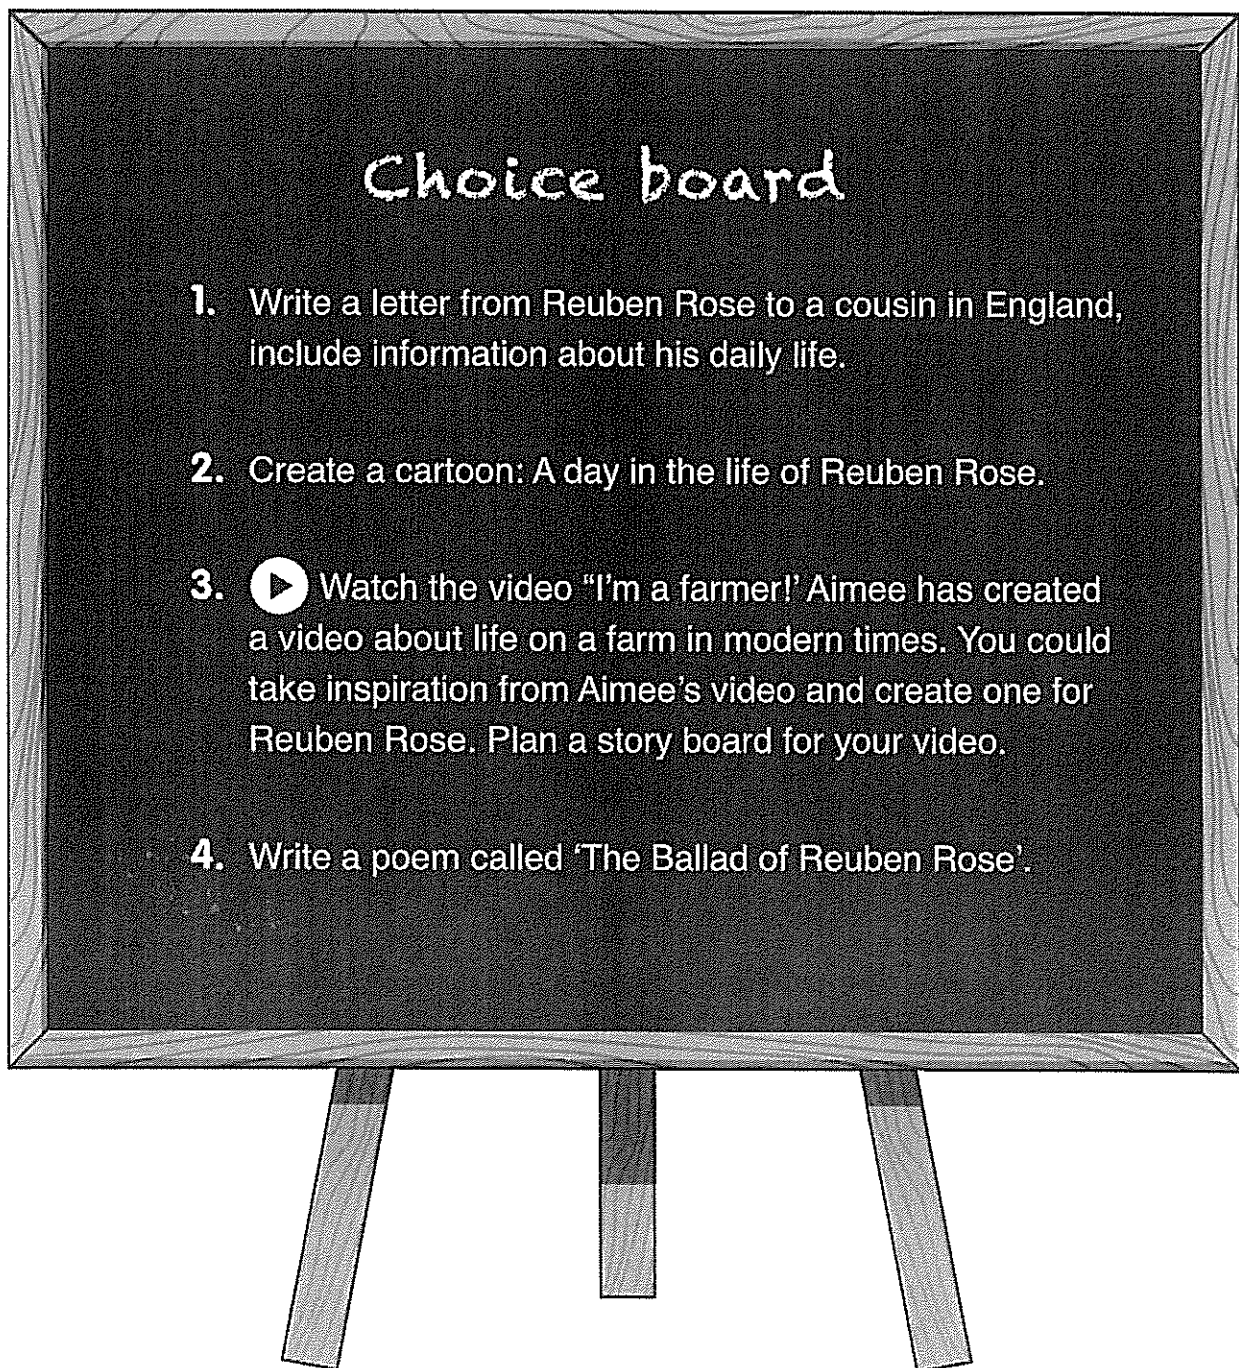 Choice board
1. Write a letter from Reuben Rose to a cousin in England,
include information about his daily life.
2. Create a cartoon: A day in the life of Reuben Rose.
3. Watch the video "I'm a farmer!' Aimee has created
a video about life on a farm in modern times. You could
take inspiration from Aimee's video and create one for
Reuben Rose. Plan a story board for your video.
4. Write a poem called 'The Ballad of Reuben Rose'.